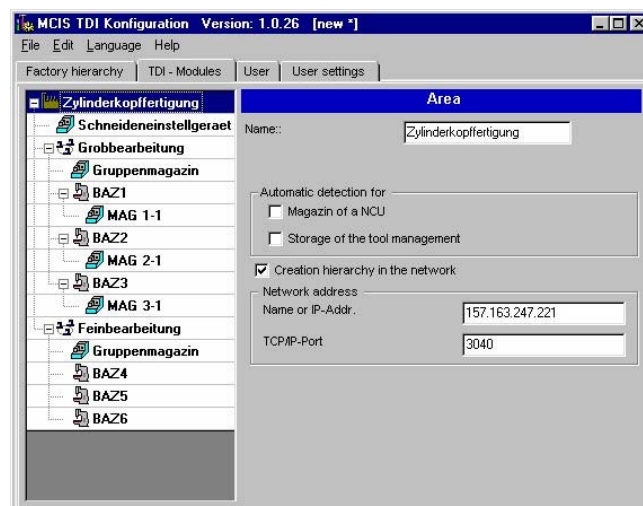 MCIS TDI Konfiguration Version: 1.0.26 [new *]
File Edit Language Help
Factory hierarchy TDI - Modules User User settings
Zylinderkopffertigung
Schneideneinstellgeraet
Grobbearbeitung
Gruppenmagazin
BAZ1
MAG 1-1
BAZ2
MAG 2-1
BAZ3
MAG 3-1
Feinbearbeitung
Gruppenmagazin
BAZ4
BAZ5
BAZ6
Area
Name:: Zylinderkopffertigung
Automatic detection for
Magazin of a NCU
Storage of the tool management
Creation hierarchy in the network
Network address
Name or IP-Addr. 157.163.247.221
TCP/IP-Port 3040